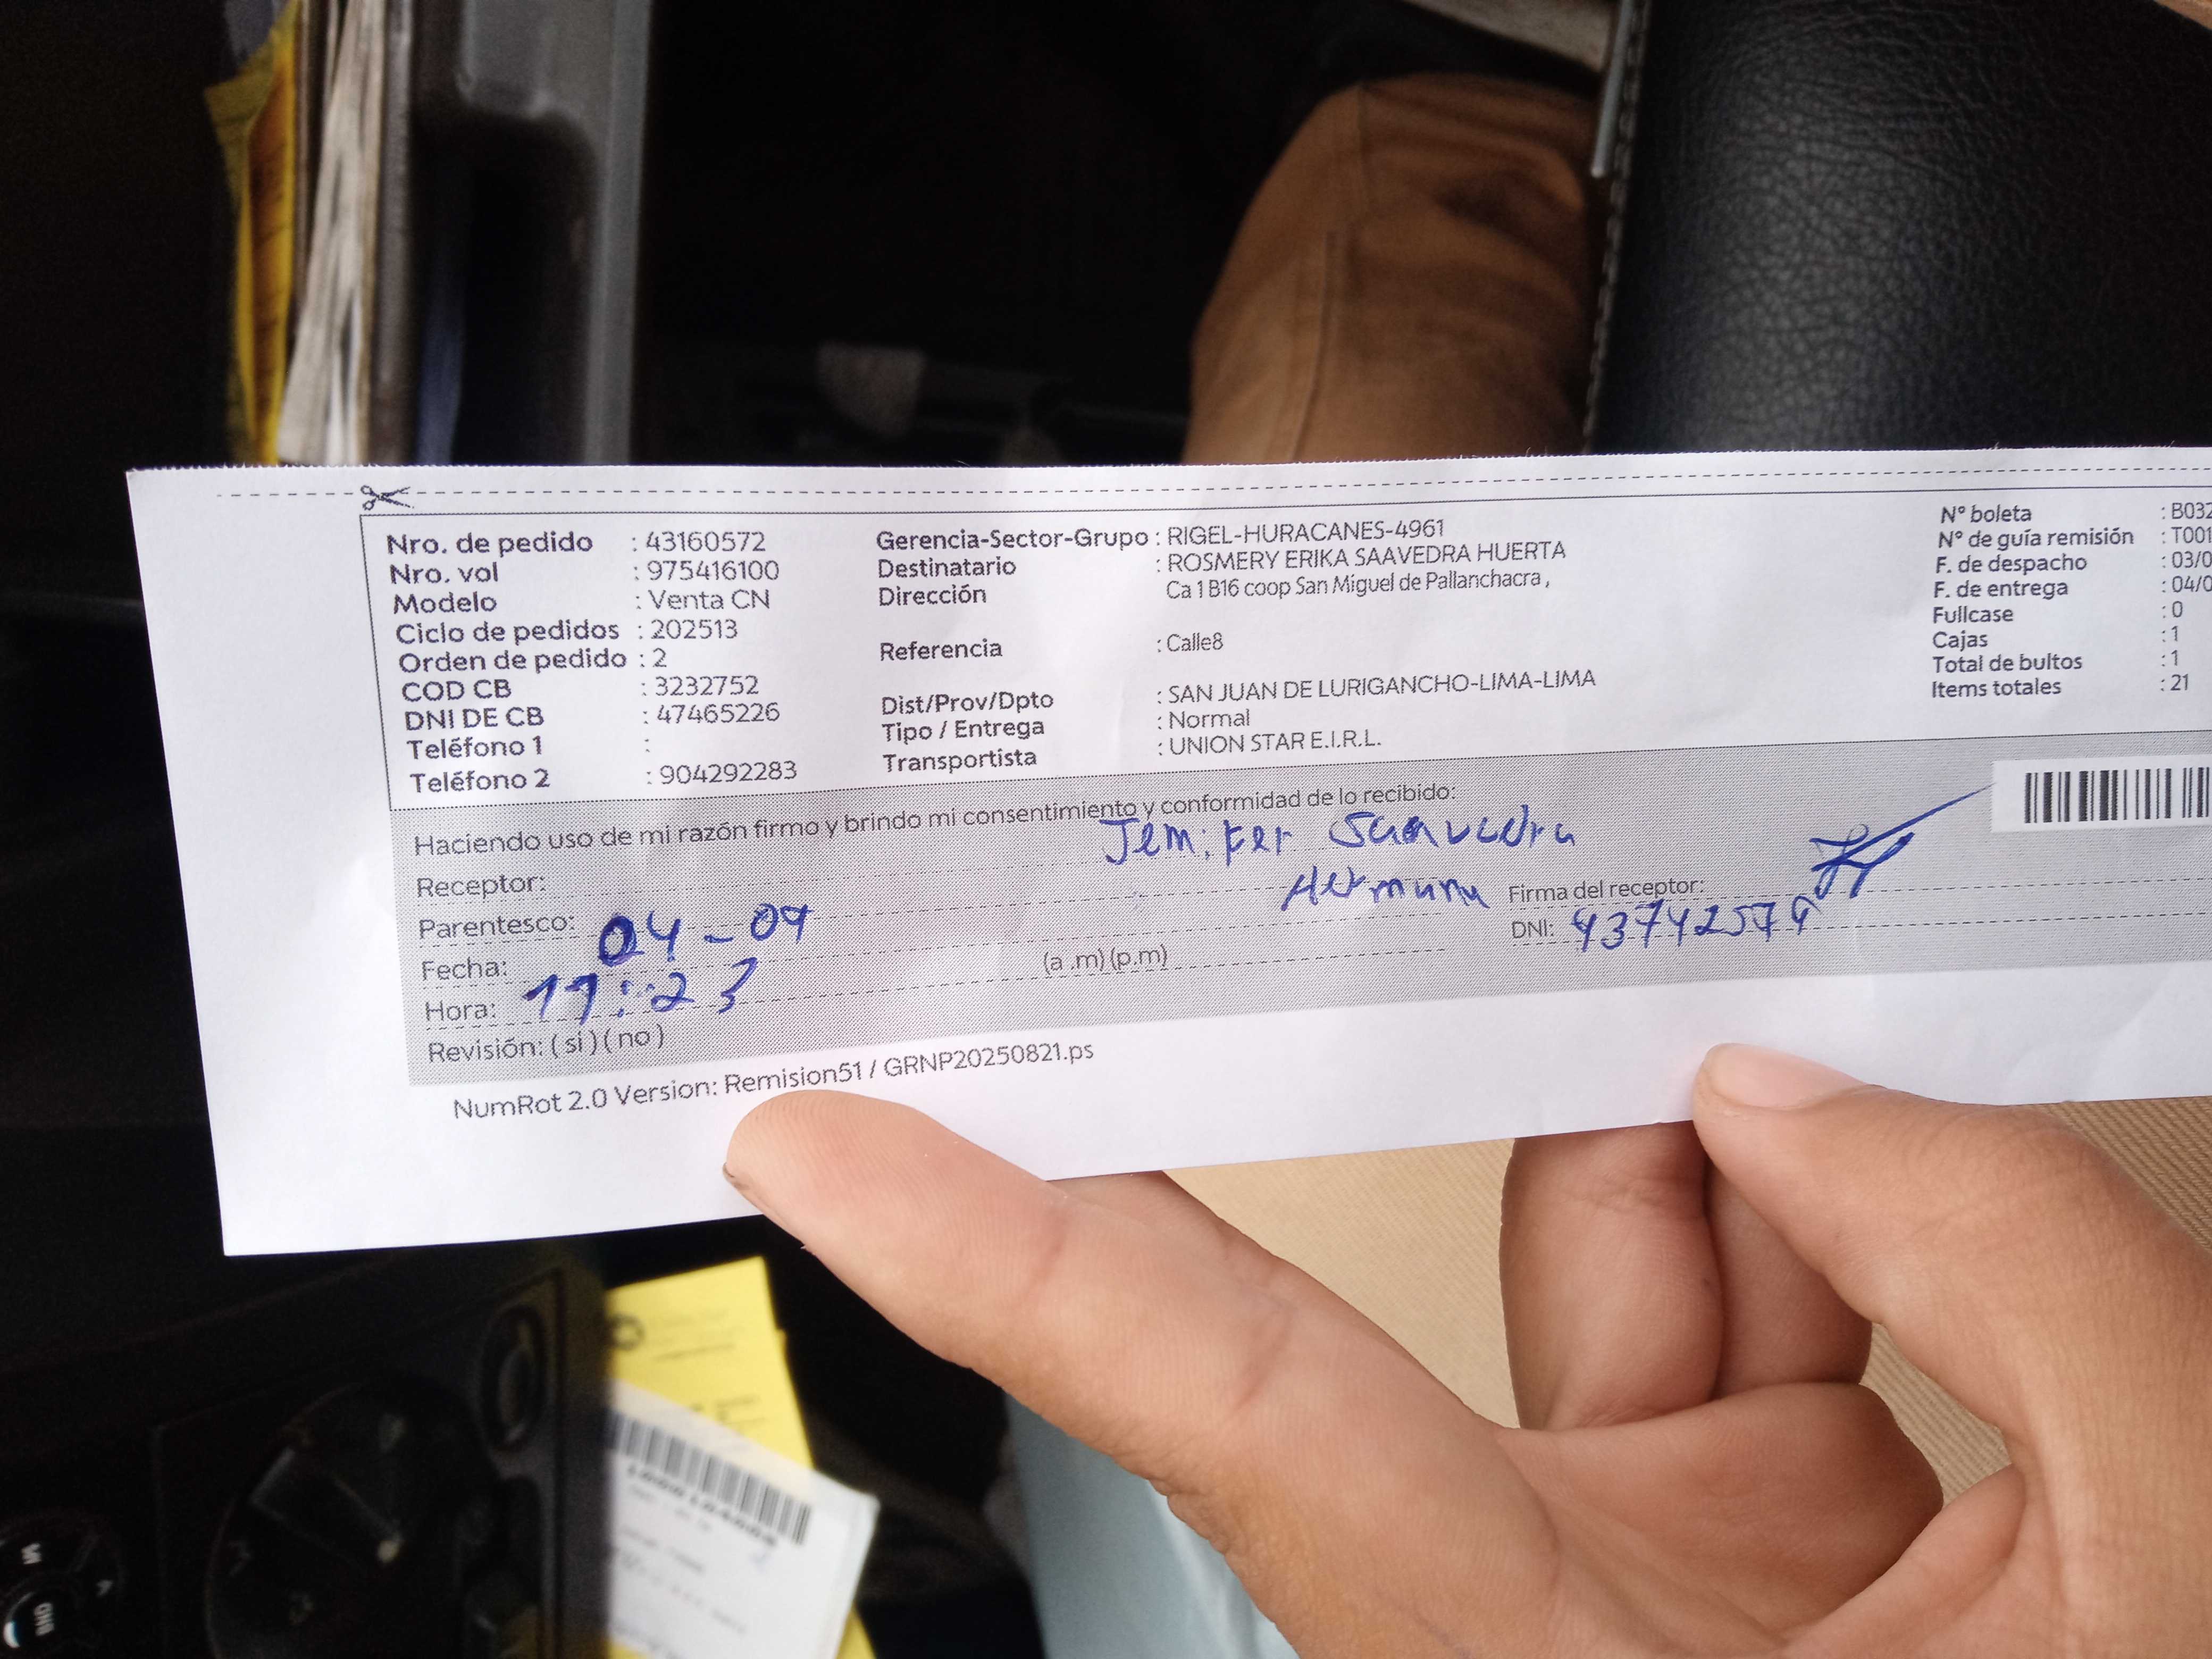 Nro. de pedido : 43160572
Nro. vol : 975416100
Modelo : Venta CN
Ciclo de pedidos : 202513
Orden de pedido : 2
COD CB : 3232752
DNI DE CB : 47465226
Teléfono 1 :
Teléfono 2 : 904292283
Gerencia-Sector-Grupo : RIGEL-HURACANES-4961
Destinatario : ROSMERY ERIKA SAAVEDRA HUERTA
Dirección Ca 1 B16 coop San Miguel de Pallanchacra ,
Referencia : Calle8
Dist/Prov/Dpto : SAN JUAN DE LURIGANCHO-LIMA-LIMA
Tipo / Entrega : Normal
Transportista : UNION STAR E.I.R.L.
N° boleta : B032
N° de guía remisión : T001
F. de despacho : 03/0
F. de entrega : 04/0
Fullcase : 0
Cajas : 1
Total de bultos : 1
Items totales : 21
Haciendo uso de mi razón firmo y brindo mi consentimiento y conformidad de lo recibido:
Receptor: Saavedra
Parentesco: Hermana
Firma del receptor:
Fecha: 04-09
DNI:
Hora: 11:23 (a .m) (p.m)
Revisión: ( si ) ( no )
NumRot 2.0 Version: Remision51 / GRNP20250821.ps